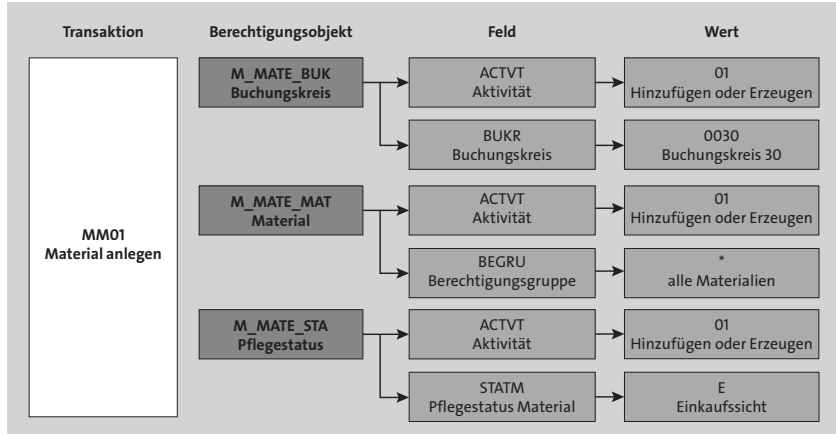 Transaktion Berechtigungsobjekt Feld Wert
MM01
Material anlegen
M_MATE_BUK
Buchungskreis
ACTVT
Aktivität
01
Hinzufügen oder Erzeugen
BUKR
Buchungskreis
0030
Buchungskreis 30
M_MATE_MAT
Material
ACTVT
Aktivität
01
Hinzufügen oder Erzeugen
BEGRU
Berechtigungsgruppe
*
alle Materialien
M_MATE_STA
Pflegestatus
ACTVT
Aktivität
01
Hinzufügen oder Erzeugen
STATM
Pflegestatus Material
E
Einkaufssicht